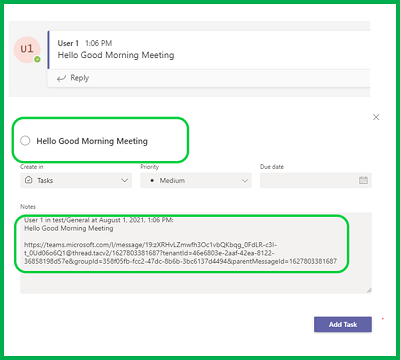 U1
User 1 1:06 PM
Hello Good Morning Meeting
Reply
Hello Good Morning Meeting
Create in Priority Due date
Tasks Medium
Notes
User 1 in test/General at August 1, 2021, 1:06 PM:
Hello Good Morning Meeting
https://teams.microsoft.com/l/message/19:zXRHvLZmwfh3Oc1vbQKbqg_0FdLR-c3I-
t_0Ud06o6Q1@thread.tacv2/1627803381687?tenantId=46e6803e-2aaf-42ea-8122-
36858198d57e&groupId=358f05fb-fcc2-47dc-8b6b-3bc6137d4494&parentMessageId=1627803381687
Add Task